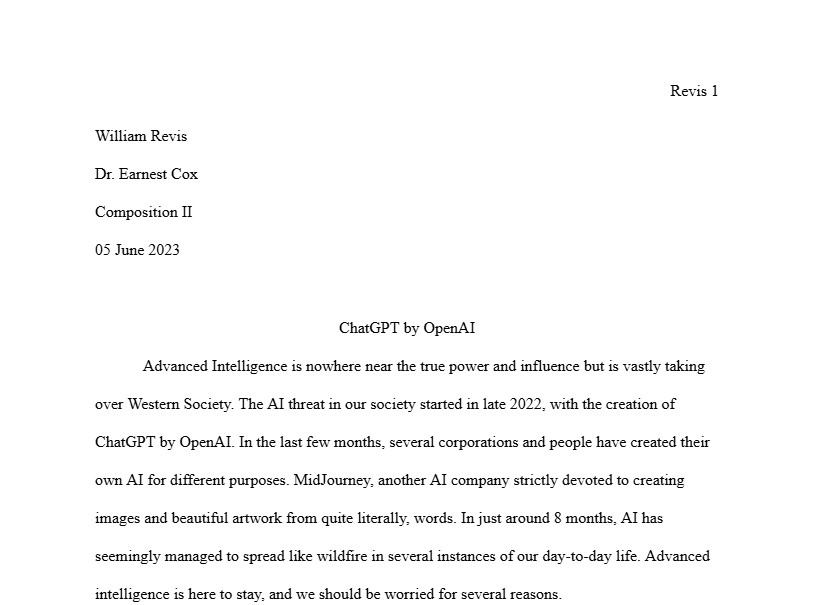 Revis 1
William Revis
Dr. Earnest Cox
Composition II
05 June 2023
ChatGPT by OpenAI
Advanced Intelligence is nowhere near the true power and influence but is vastly taking
over Western Society. The AI threat in our society started in late 2022, with the creation of
ChatGPT by OpenAI. In the last few months, several corporations and people have created their
own AI for different purposes. MidJourney, another AI company strictly devoted to creating
images and beautiful artwork from quite literally, words. In just around 8 months, AI has
seemingly managed to spread like wildfire in several instances of our day-to-day life. Advanced
intelligence is here to stay, and we should be worried for several reasons.